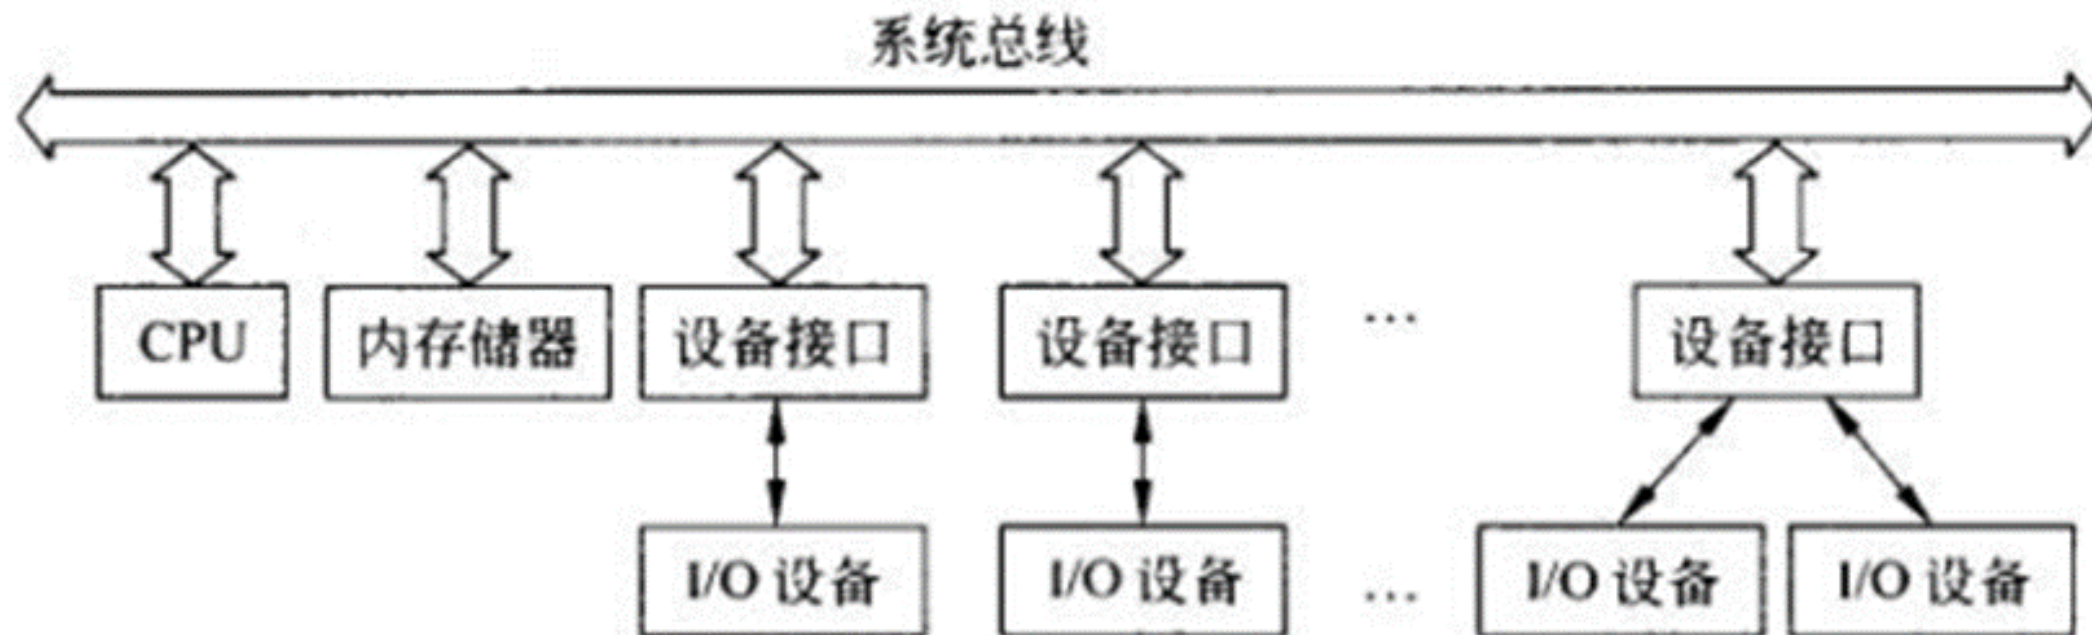 系统总线
CPU 内存储器 设备接口 设备接口 … 设备接口
I/O 设备 I/O 设备 … I/O 设备 I/O 设备